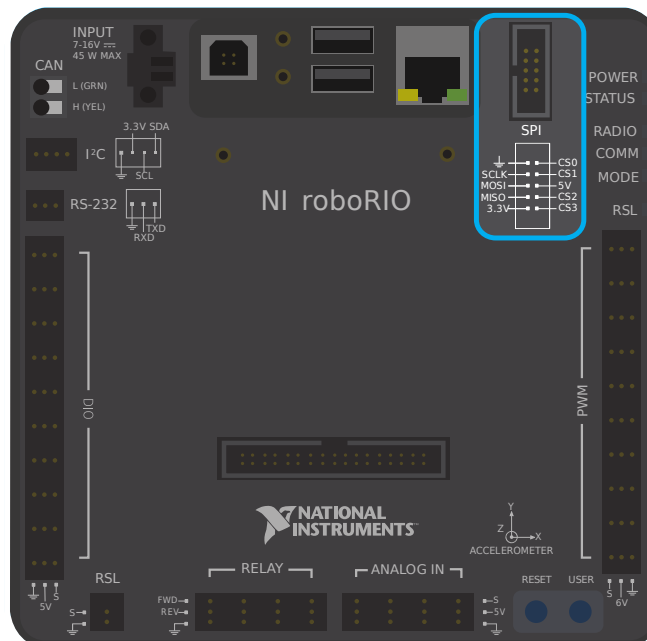 INPUT
7-16V ⎓
45 W MAX
CAN
L (GRN)
H (YEL)
3.3V SDA
I²C
SCL
RS-232
TXD
RXD
SPI
CS0
SCLK
CS1
MOSI
5V
MISO
CS2
3.3V
CS3
POWER
STATUS
RADIO
COMM
MODE
RSL
NI roboRIO
DIO
PWM
NATIONAL
INSTRUMENTS
Y
Z
X
ACCELEROMETER
S
5V
RSL
S
RELAY
FWD
REV
ANALOG IN
S
5V
RESET
USER
S
6V